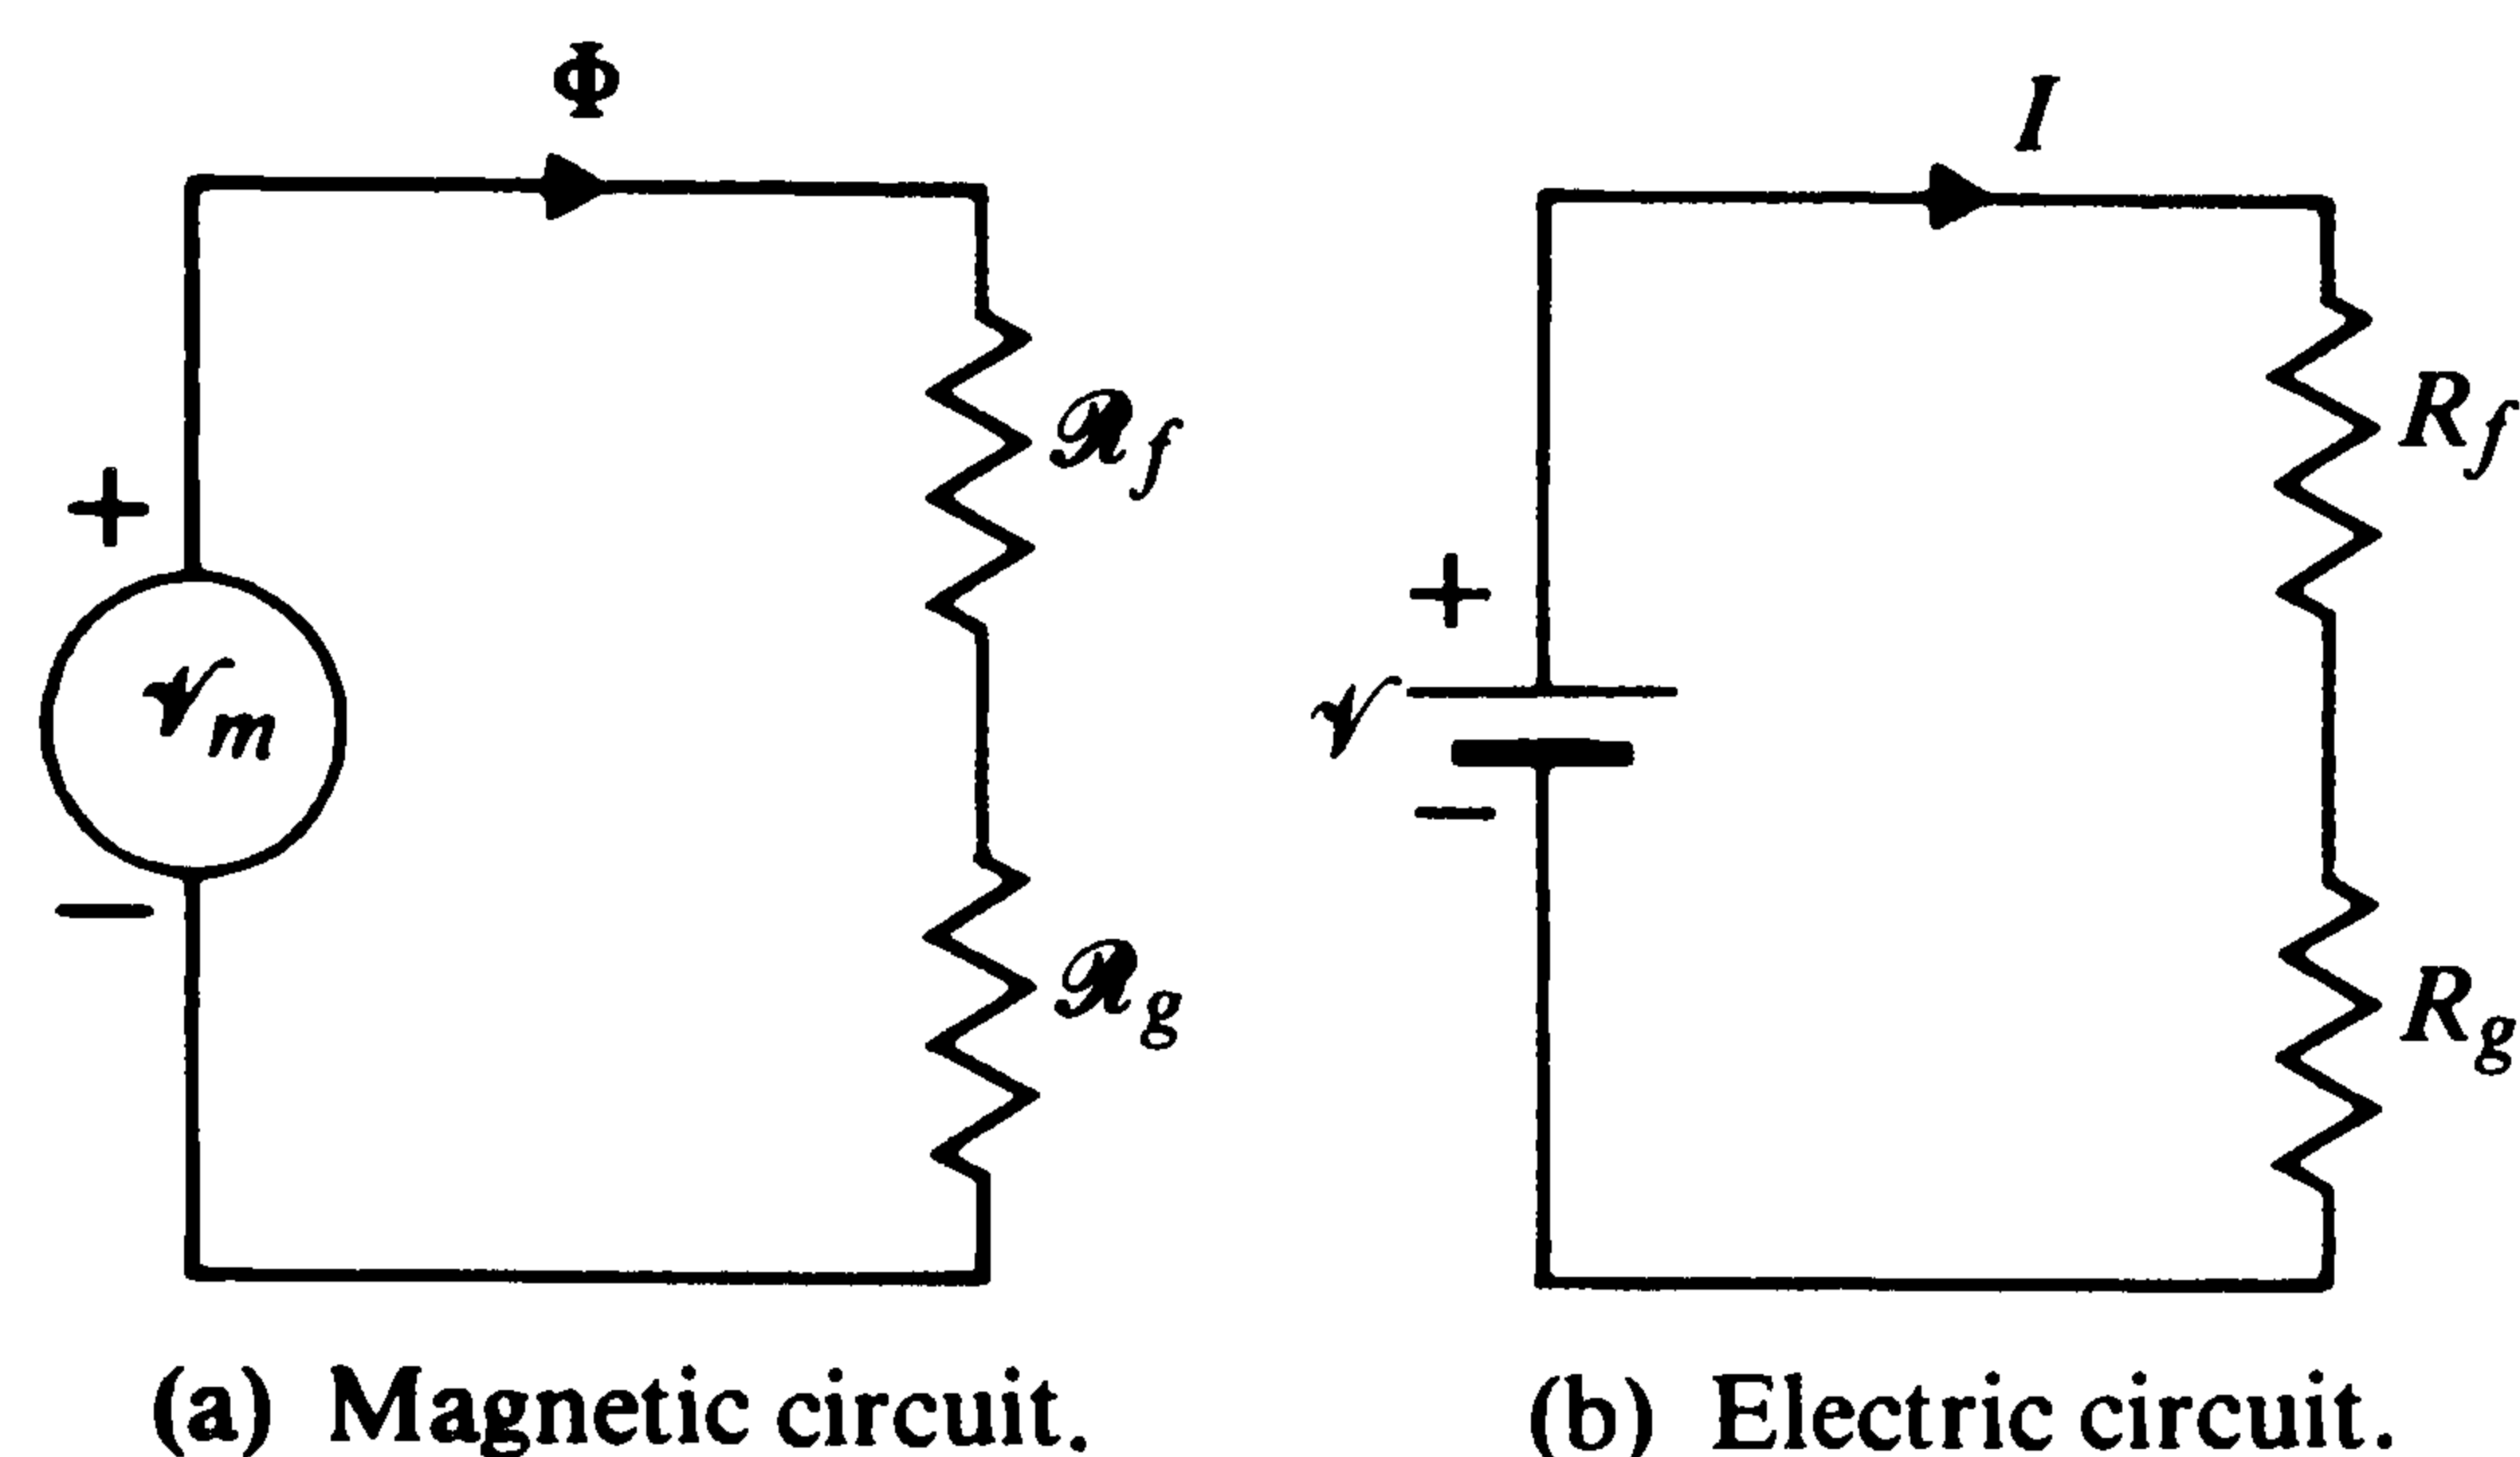 Φ
I
+
ℛf
Rf
+
𝒱m
𝒱
−
−
ℛg
Rg
(a) Magnetic circuit.
(b) Electric circuit.